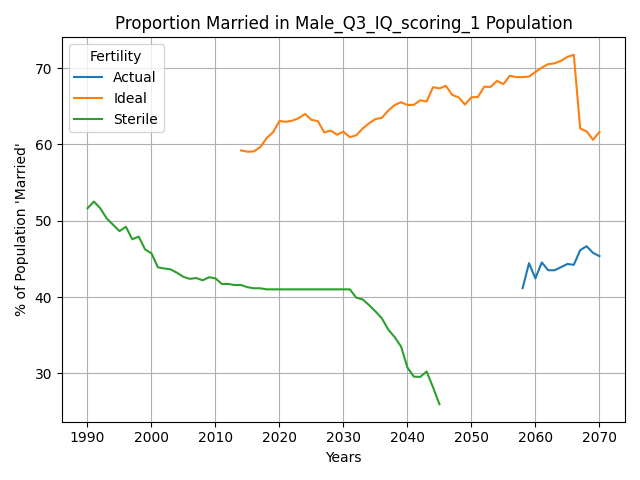 Proportion Married in Male_Q3_IQ_scoring_1 Population
Fertility
Actual
Ideal
Sterile
% of Population 'Married'
70
60
50
40
30
1990 2000 2010 2020 2030 2040 2050 2060 2070
Years